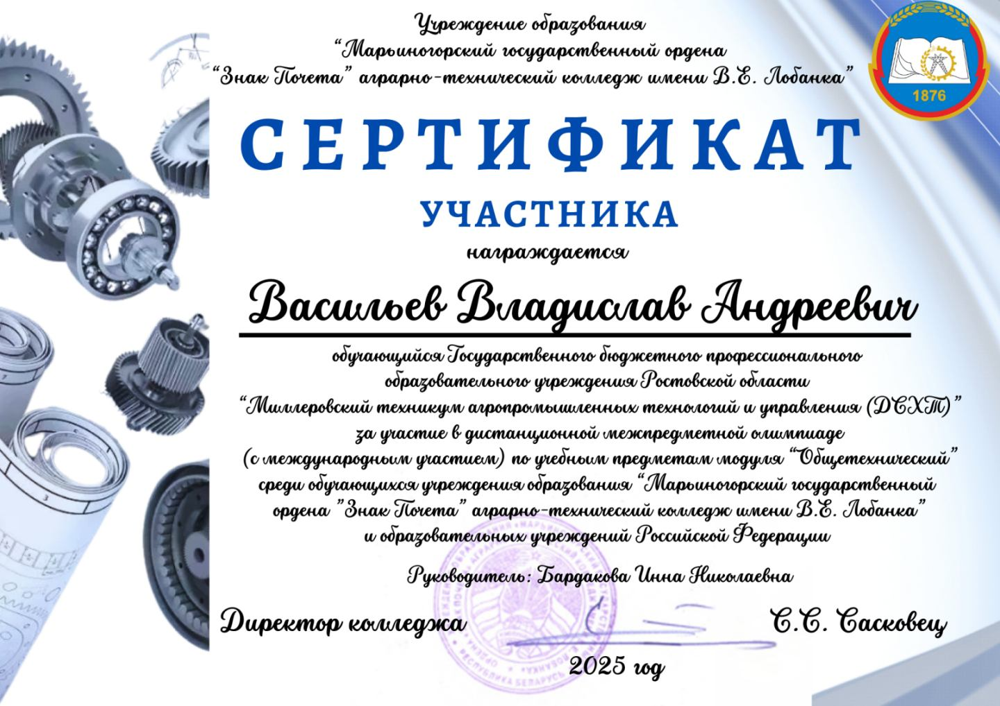 Учреждение образования
“Марьиногорский государственный ордена
“Знак Почета” аграрно-технический колледж имени В.Е. Лобанка”
1876
СЕРТИФИКАТ
УЧАСТНИКА
награждается
Васильев Владислав Андреевич
обучающийся Государственного бюджетного профессионального
образовательного учреждения Ростовской области
“Миллеровский техникум агропромышленных технологий и управления (ДСХТ)”
за участие в дистанционной межпредметной олимпиаде
(с международным участием) по учебным предметам модуля “Общетехнический”
среди обучающихся учреждения образования “Марьиногорский государственный
ордена ”Знак Почета” аграрно-технический колледж имени В.Е. Лобанка”
и образовательных учреждений Российской Федерации
Руководитель: Бардакова Инна Николаевна
Директор колледжа С.С. Сасковец
2025 год
РЕСПУБЛИКА БЕЛАРУСЬ